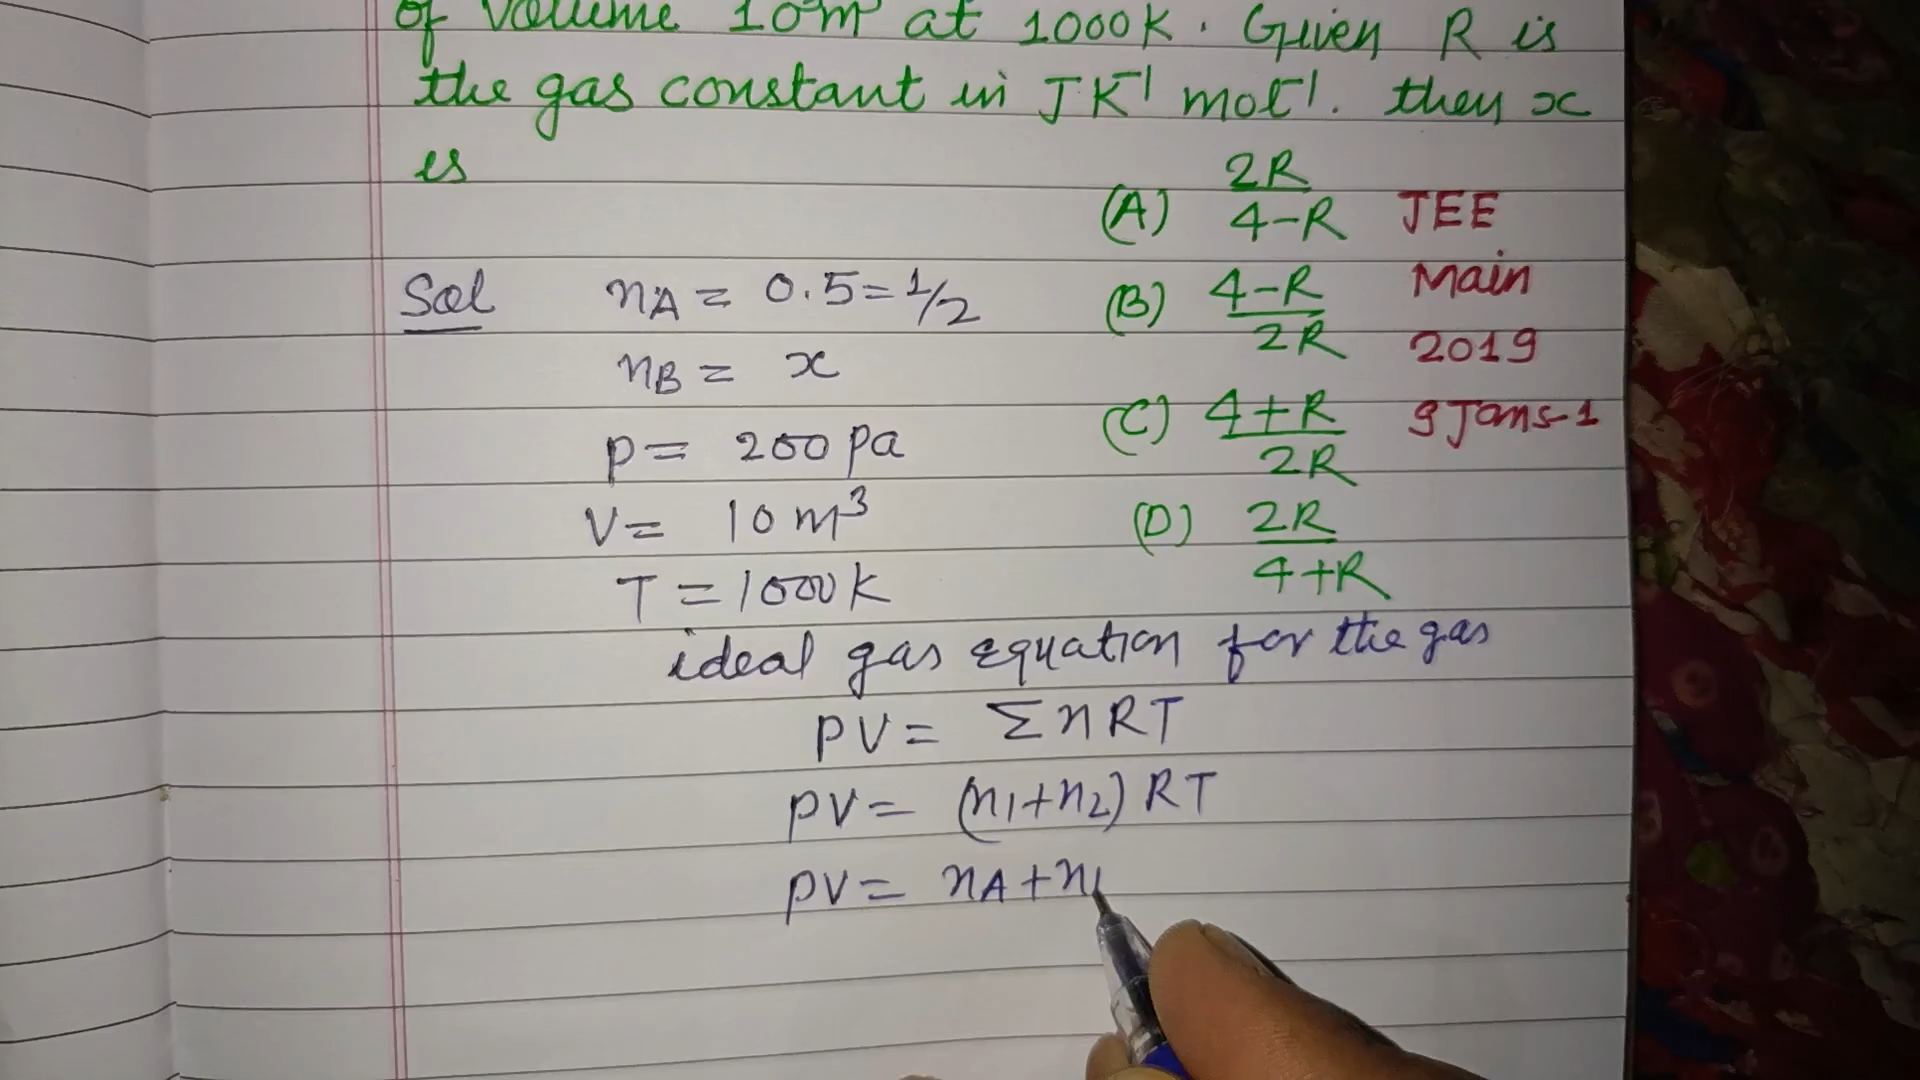 of volume 10m³ at 1000K. Given R is
the gas constant in JK⁻¹ mol⁻¹. then x
is
(A) 2R/4-R
JEE
Main
2019
9 Jan S-1
(B) 4-R/2R
(C) 4+R/2R
(D) 2R/4+R
Sol nA = 0.5 = 1/2
nB = x
P = 200 pa
V = 10 m³
T = 1000 K
ideal gas equation for the gas
PV = Σ n RT
PV = (n1+n2) RT
PV = nA+n